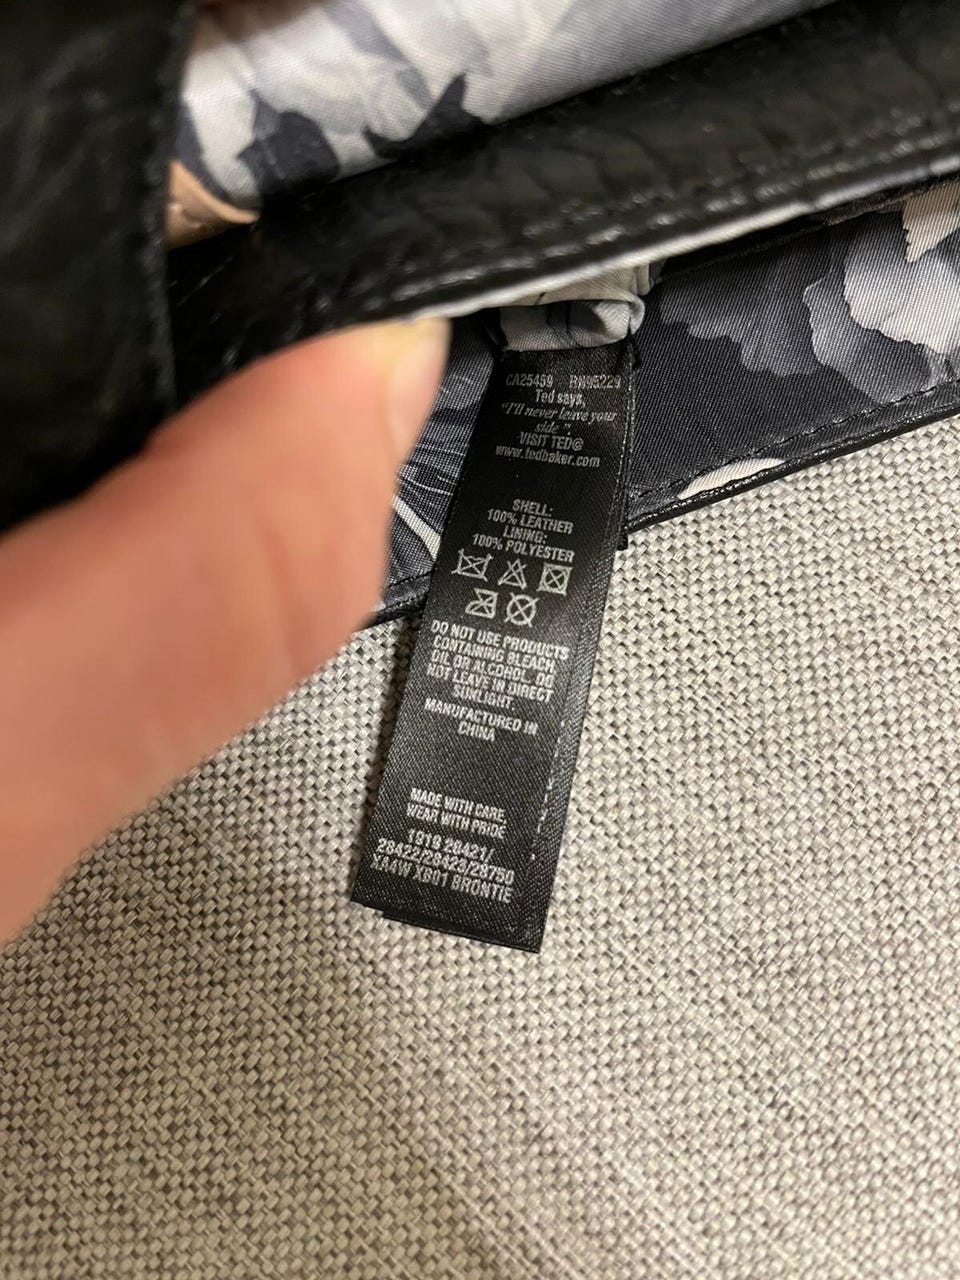 CA25459 RN95229
Ted says,
"I'll never leave your
side".
VISIT TED@
www.tedbaker.com
SHELL:
100% LEATHER
LINING:
100% POLYESTER
DO NOT USE PRODUCTS
CONTAINING BLEACH,
OIL OR ALCOHOL. DO
NOT LEAVE IN DIRECT
SUNLIGHT.
MANUFACTURED IN
CHINA
MADE WITH CARE
WEAR WITH PRIDE
28422/28423/28750
XA4W XB01 BRONTIE